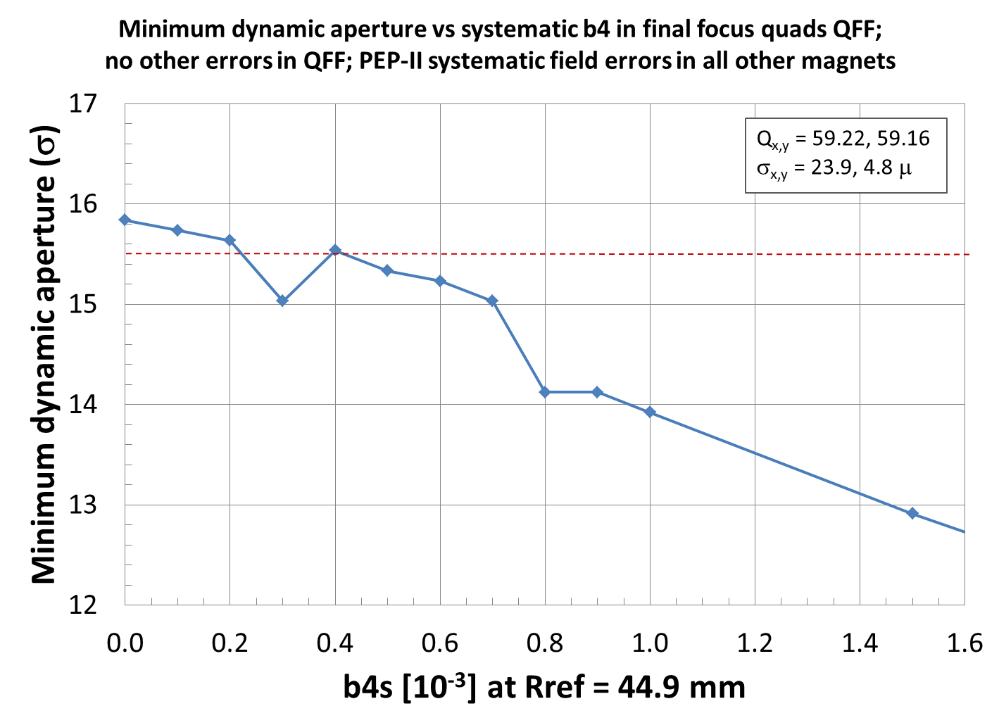 Minimum dynamic aperture vs systematic b4 in final focus quads QFF;
no other errors in QFF; PEP-II systematic field errors in all other magnets
17
16
15
14
13
12
Minimum dynamic aperture (σ)
Qx,y = 59.22, 59.16
σx,y = 23.9, 4.8 μ
0.0 0.2 0.4 0.6 0.8 1.0 1.2 1.4 1.6
b4s [10⁻³] at Rref = 44.9 mm